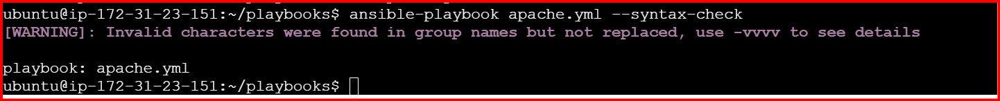 ubuntu@ip-172-31-23-151:~/playbooks$ ansible-playbook apache.yml --syntax-check
[WARNING]: Invalid characters were found in group names but not replaced, use -vvvv to see details
playbook: apache.yml
ubuntu@ip-172-31-23-151:~/playbooks$